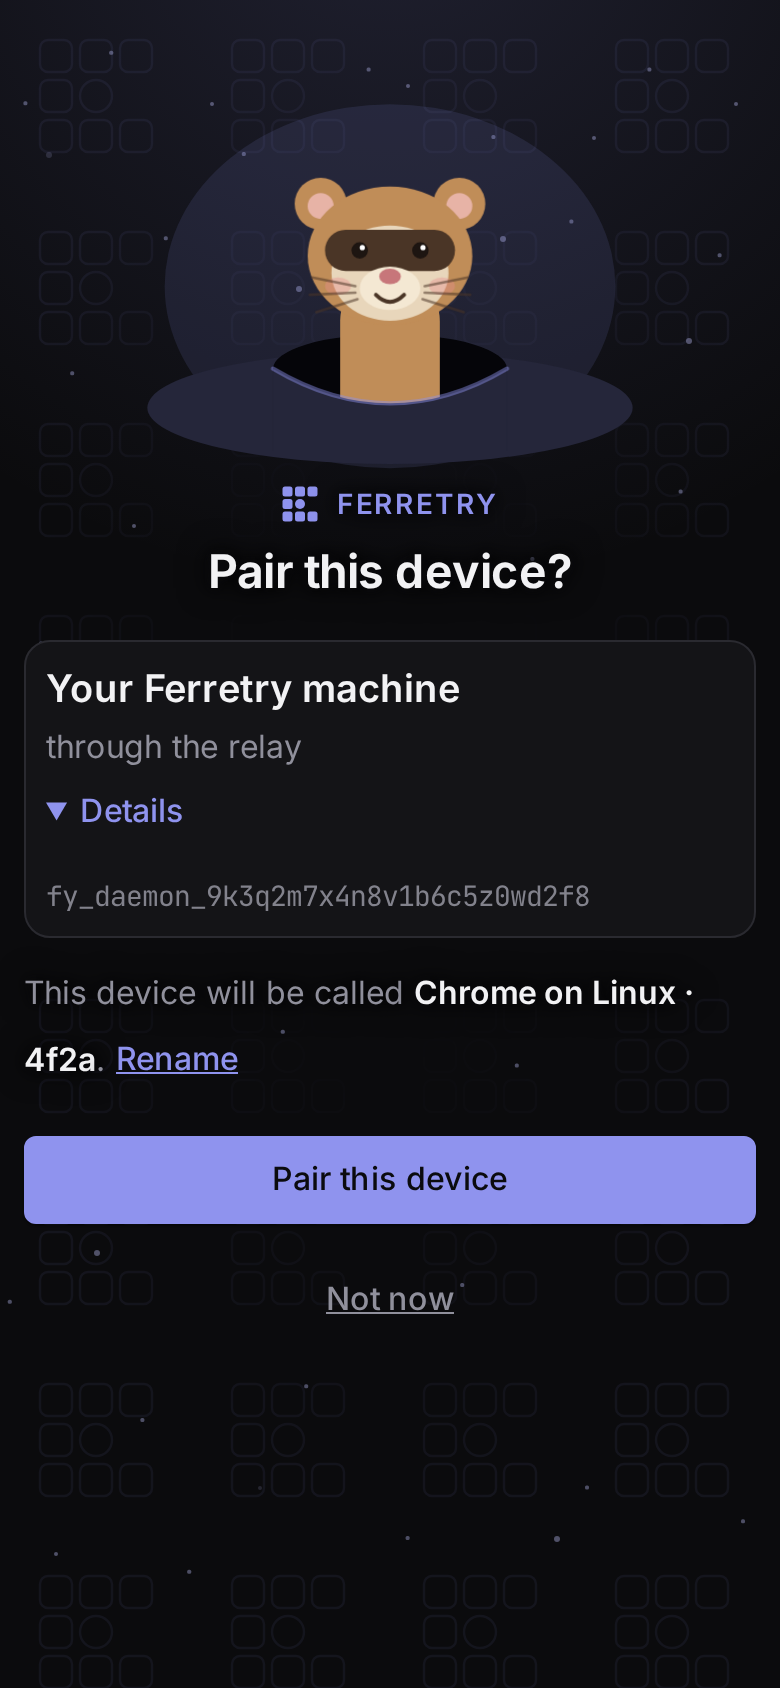 FERRETRY
Pair this device?
Your Ferretry machine
through the relay
▼ Details
fy_daemon_9k3q2m7x4n8v1b6c5z0wd2f8
This device will be called Chrome on Linux ·
4f2a. Rename
Pair this device
Not now